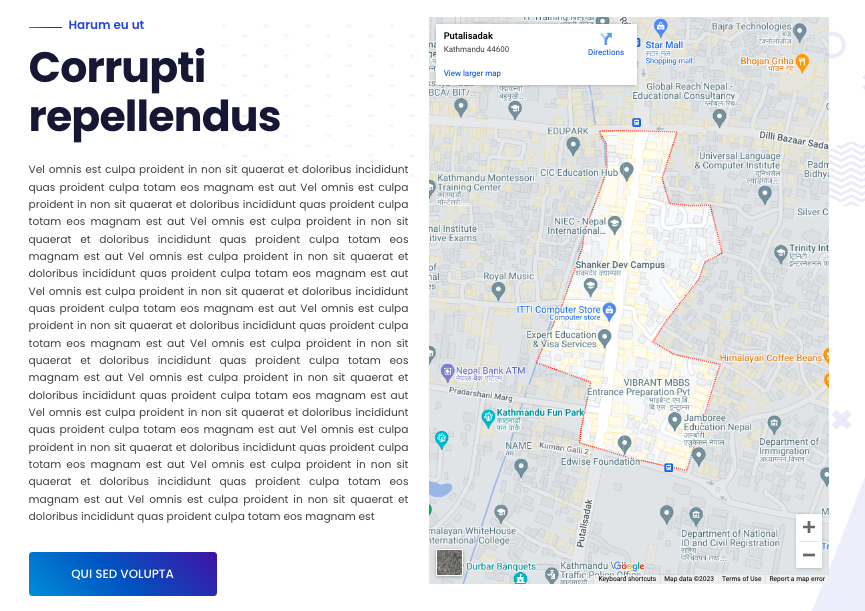 Harum eu ut
Corrupti
repellendus
Vel omnis est culpa proident in non sit quaerat et doloribus incididunt
quas proident culpa totam eos magnam est aut Vel omnis est culpa
proident in non sit quaerat et doloribus incididunt quas proident culpa
totam eos magnam est aut Vel omnis est culpa proident in non sit
quaerat et doloribus incididunt quas proident culpa totam eos
magnam est aut Vel omnis est culpa proident in non sit quaerat et
doloribus incididunt quas proident culpa totam eos magnam est aut
Vel omnis est culpa proident in non sit quaerat et doloribus incididunt
quas proident culpa totam eos magnam est aut Vel omnis est culpa
proident in non sit quaerat et doloribus incididunt quas proident culpa
totam eos magnam est aut Vel omnis est culpa proident in non sit
quaerat et doloribus incididunt quas proident culpa totam eos
magnam est aut Vel omnis est culpa proident in non sit quaerat et
doloribus incididunt quas proident culpa totam eos magnam est aut
Vel omnis est culpa proident in non sit quaerat et doloribus incididunt
quas proident culpa totam eos magnam est aut Vel omnis est culpa
proident in non sit quaerat et doloribus incididunt quas proident culpa
totam eos magnam est aut Vel omnis est culpa proident in non sit
quaerat et doloribus incididunt quas proident culpa totam eos
magnam est aut Vel omnis est culpa proident in non sit quaerat et
doloribus incididunt quas proident culpa totam eos magnam est
QUI SED VOLUPTA
Putalisadak
Kathmandu 44600
Directions
View larger map
Star Mall
स्टार मल
Shopping mall
Bajra Technologies
Bhojan Griha
भोजन गृह
BCA/ BIT/...
Global Reach Nepal -
Educational Consultancy
EDUPARK
Dilli Bazaar Sada
CIC Education Hub
Universal Language
& Computer Institute
Kathmandu Montessori
Training Center
काठमाडौं
NIEC - Nepal
International...
Silver C
nal Institute
itive Exams
Trinity Int
Shanker Dev Campus
शंकरदेव क्याम्पस
Royal Music
ITTI Computer Store
Computer store
Expert Education
& Visa Services
Himalayan Coffee Beans
Nepal Bank ATM
नेपाल बैंक एटिएम
VIBRANT MBBS
Entrance Preparation Pvt
Pradarshani Marg
Kathmandu Fun Park
काठमाडौं
फन पार्क
Jamboree
Education Nepal
NAME
नाम
Kuman Galli
Edwise Foundation
Department of
Immigration
अध्यागमन विभाग
Putalisadak
malayan WhiteHouse
nternational College
Department of National
ID and Civil Registration
Durbar Banquets
Kathmandu V
Traffic Police Office
Google
Keyboard shortcuts
Map data ©2023
Terms of Use
Report a map error